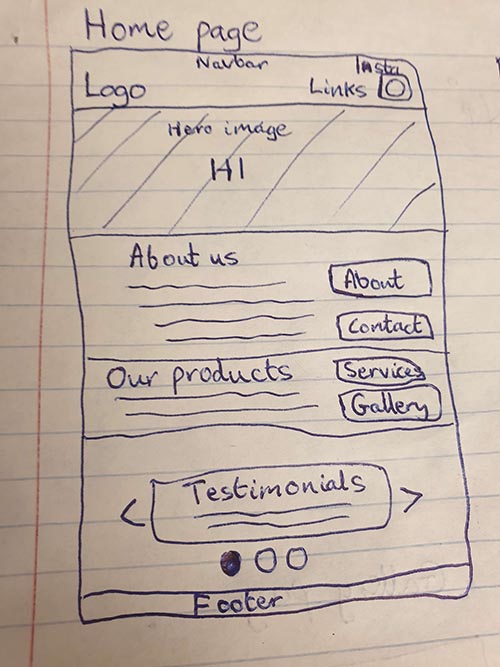 Home page
Navbar
Insta
Logo
Links
Hero image
H1
About us
About
Contact
Our products
Services
Gallery
<
Testimonials
>
Footer